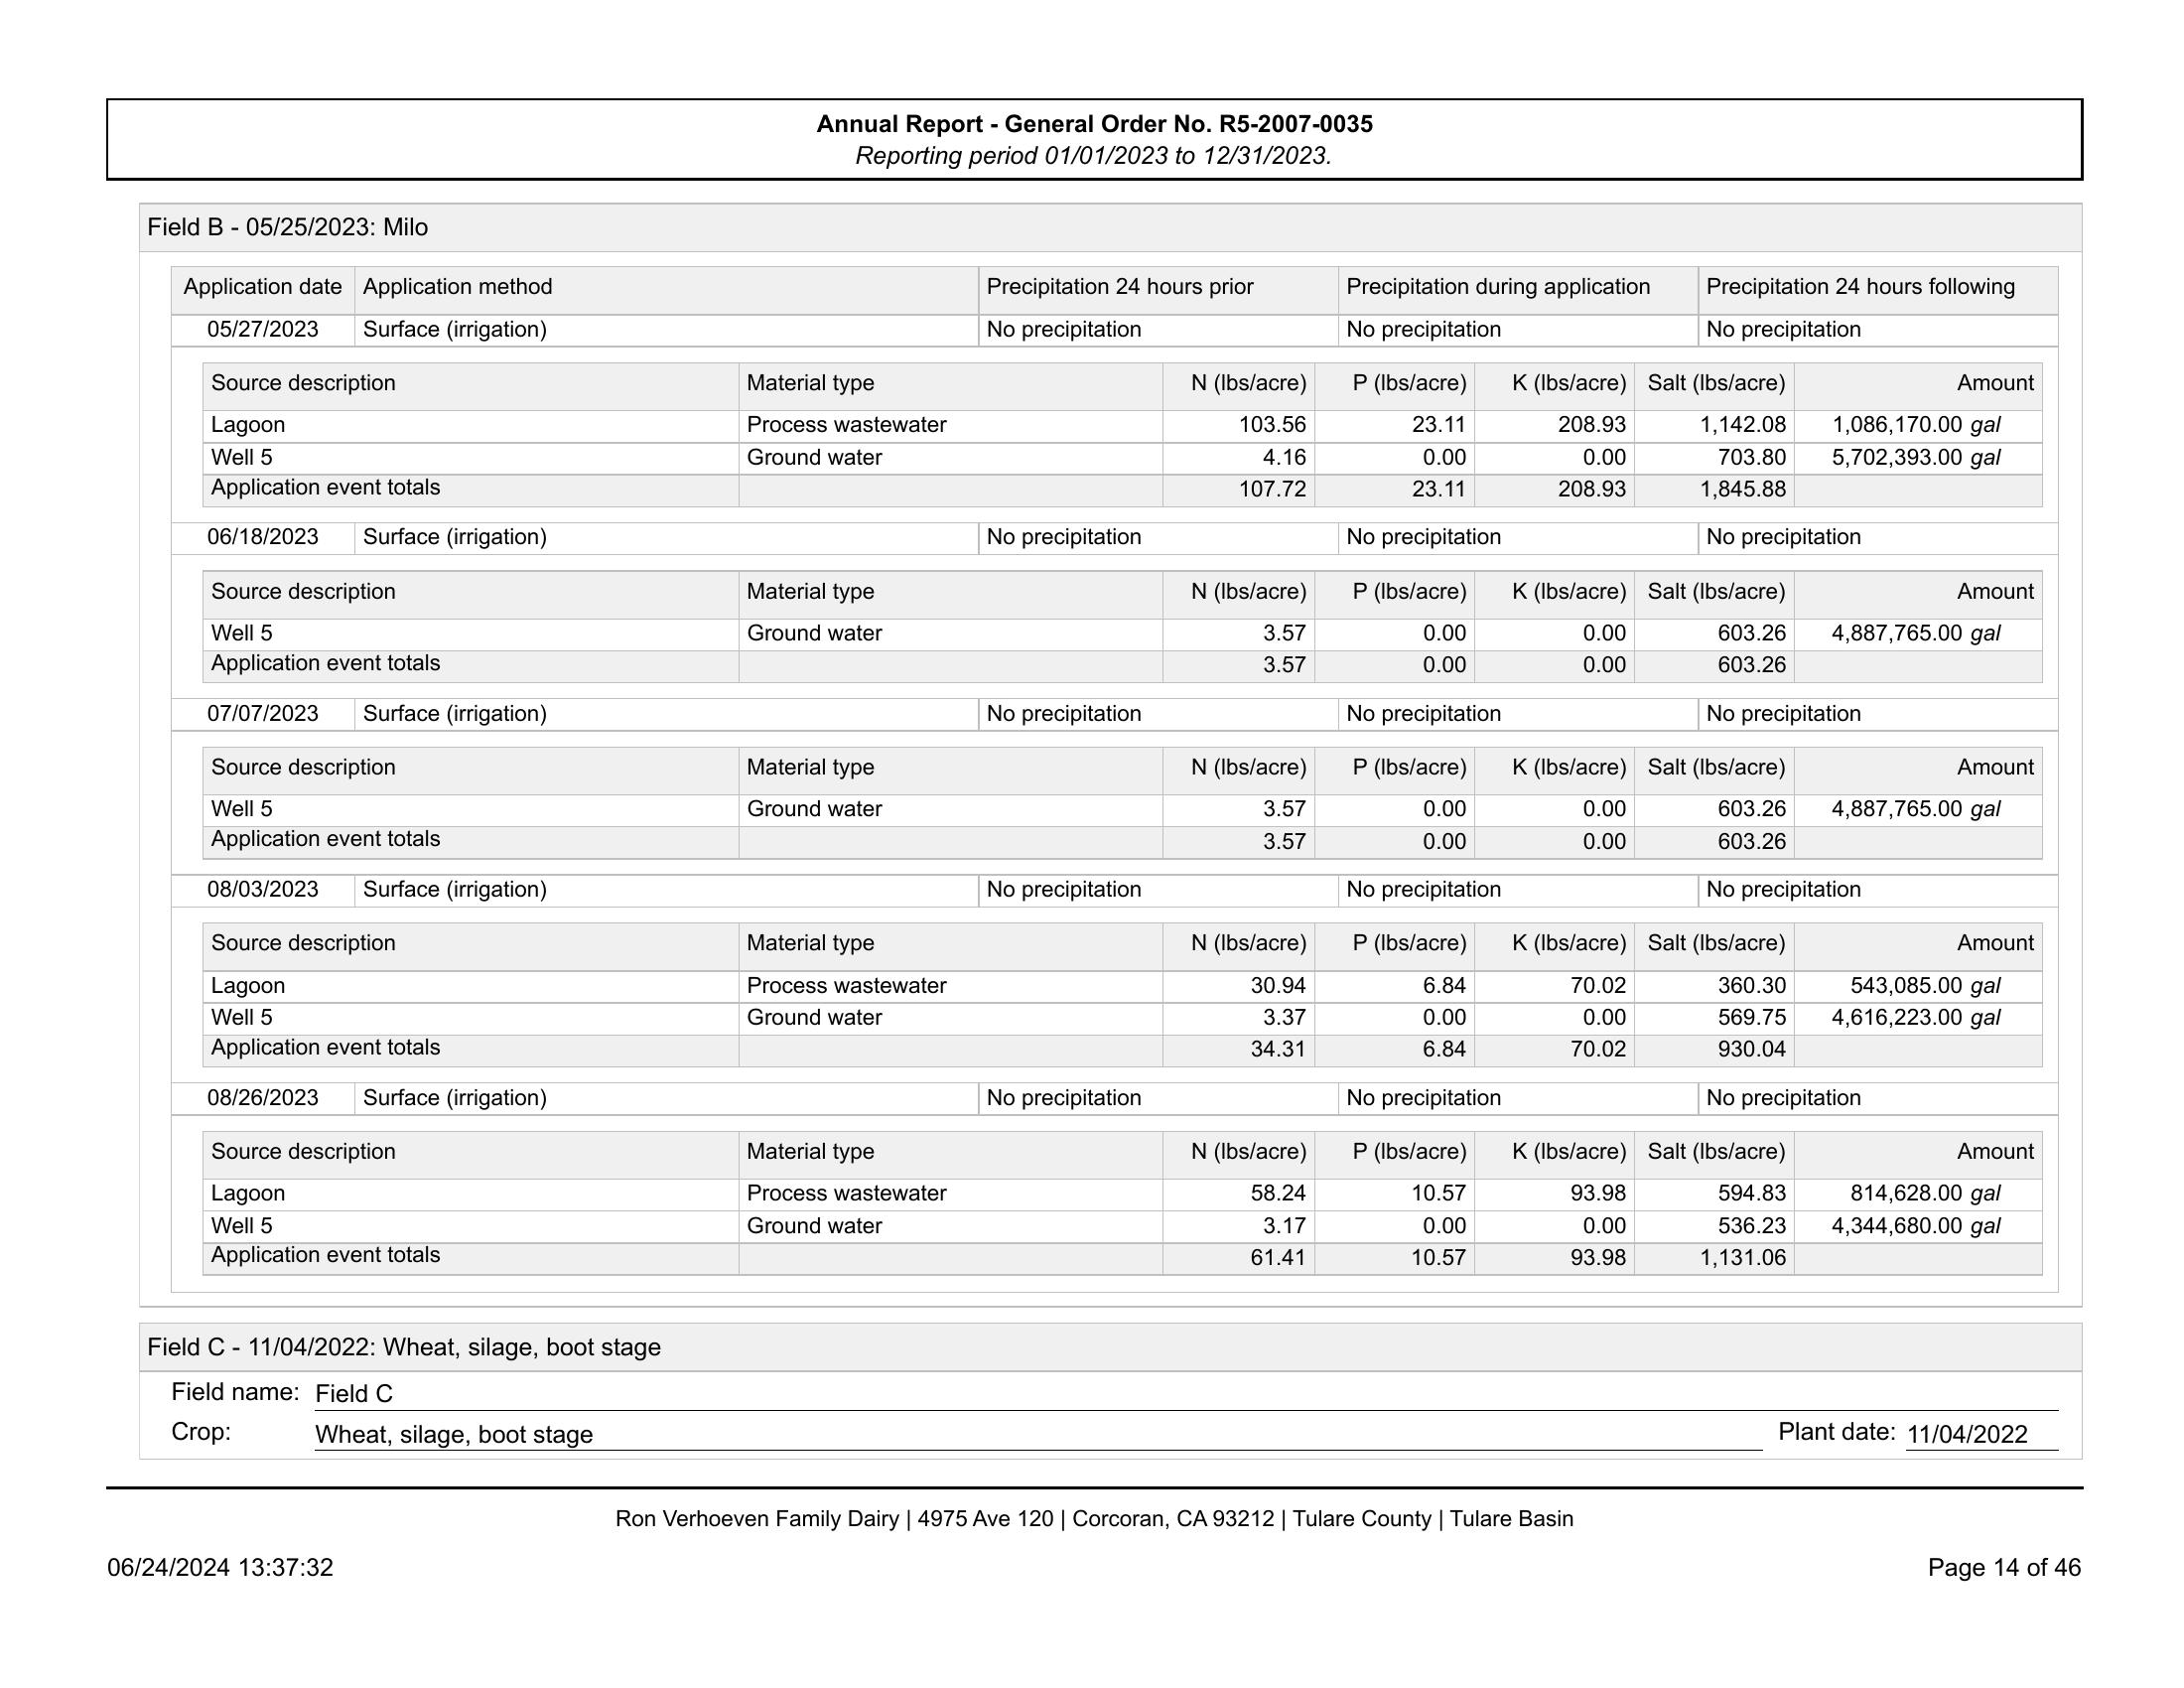 Annual Report - General Order No. R5-2007-0035
Reporting period 01/01/2023 to 12/31/2023.
Field B - 05/25/2023: Milo
Application date Application method Precipitation 24 hours prior Precipitation during application Precipitation 24 hours following
05/27/2023 Surface (irrigation) No precipitation No precipitation No precipitation
Source description Material type N (lbs/acre) P (lbs/acre) K (lbs/acre) Salt (lbs/acre) Amount
Lagoon Process wastewater 103.56 23.11 208.93 1,142.08 1,086,170.00 gal
Well 5 Ground water 4.16 0.00 0.00 703.80 5,702,393.00 gal
Application event totals 107.72 23.11 208.93 1,845.88
06/18/2023 Surface (irrigation) No precipitation No precipitation No precipitation
Source description Material type N (lbs/acre) P (lbs/acre) K (lbs/acre) Salt (lbs/acre) Amount
Well 5 Ground water 3.57 0.00 0.00 603.26 4,887,765.00 gal
Application event totals 3.57 0.00 0.00 603.26
07/07/2023 Surface (irrigation) No precipitation No precipitation No precipitation
Source description Material type N (lbs/acre) P (lbs/acre) K (lbs/acre) Salt (lbs/acre) Amount
Well 5 Ground water 3.57 0.00 0.00 603.26 4,887,765.00 gal
Application event totals 3.57 0.00 0.00 603.26
08/03/2023 Surface (irrigation) No precipitation No precipitation No precipitation
Source description Material type N (lbs/acre) P (lbs/acre) K (lbs/acre) Salt (lbs/acre) Amount
Lagoon Process wastewater 30.94 6.84 70.02 360.30 543,085.00 gal
Well 5 Ground water 3.37 0.00 0.00 569.75 4,616,223.00 gal
Application event totals 34.31 6.84 70.02 930.04
08/26/2023 Surface (irrigation) No precipitation No precipitation No precipitation
Source description Material type N (lbs/acre) P (lbs/acre) K (lbs/acre) Salt (lbs/acre) Amount
Lagoon Process wastewater 58.24 10.57 93.98 594.83 814,628.00 gal
Well 5 Ground water 3.17 0.00 0.00 536.23 4,344,680.00 gal
Application event totals 61.41 10.57 93.98 1,131.06
Field C - 11/04/2022: Wheat, silage, boot stage
Field name: Field C
Crop: Wheat, silage, boot stage Plant date: 11/04/2022
Ron Verhoeven Family Dairy | 4975 Ave 120 | Corcoran, CA 93212 | Tulare County | Tulare Basin
06/24/2024 13:37:32 Page 14 of 46